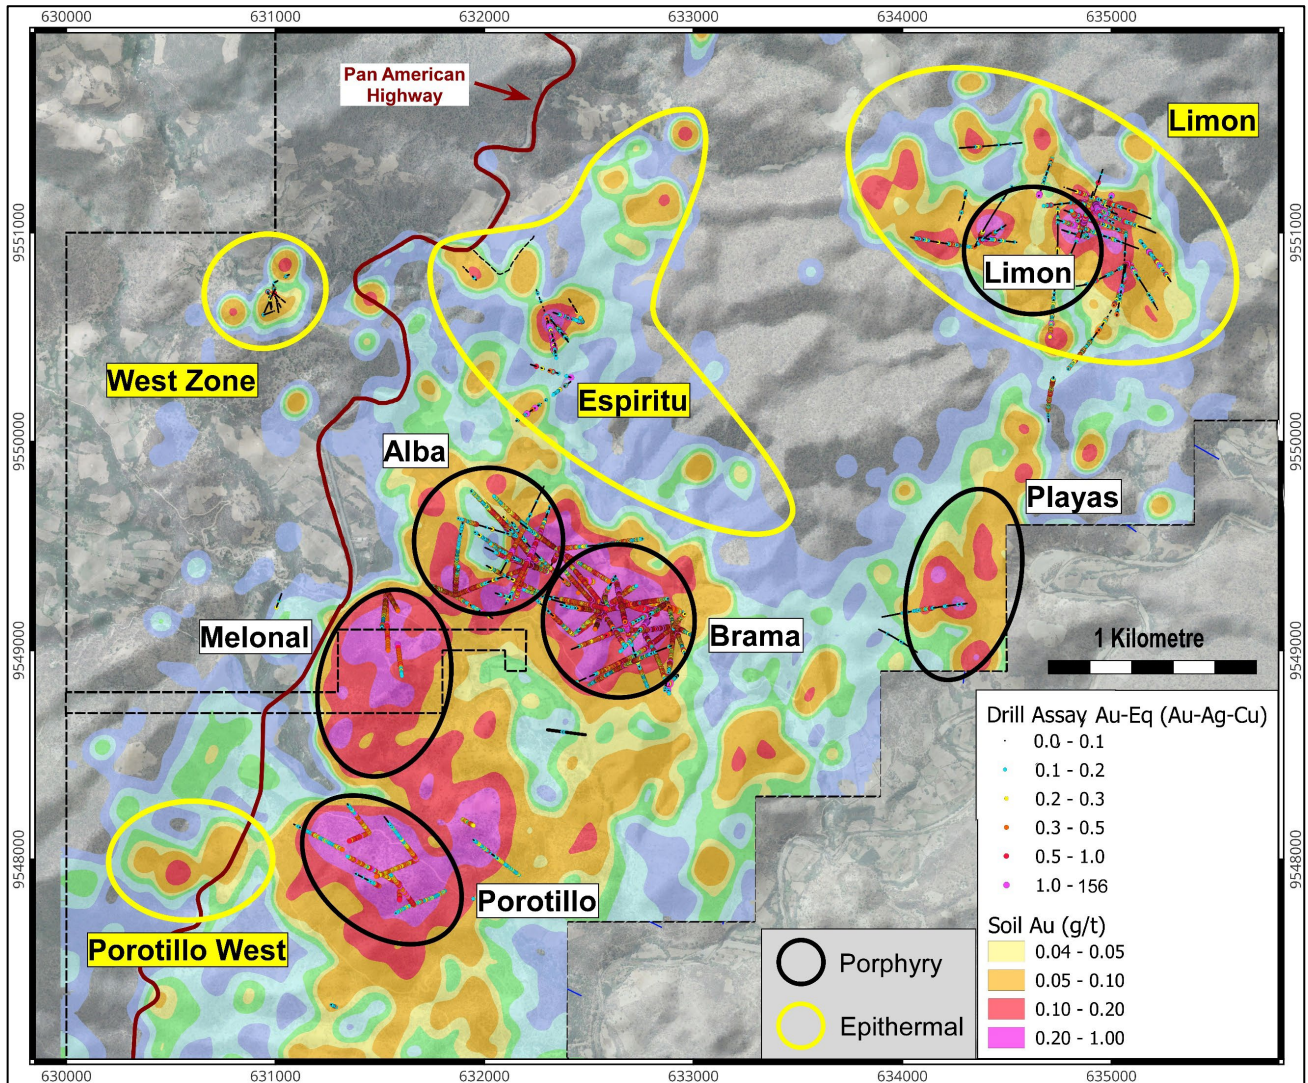 630000
631000
632000
633000
634000
635000
Pan American
Highway
Limon
9551000
9551000
Limon
West Zone
Espiritu
9550000
9550000
Alba
Playas
Melonal
Brama
9549000
9549000
1 Kilometre
Drill Assay Au-Eq (Au-Ag-Cu)
0.0 - 0.1
0.1 - 0.2
0.2 - 0.3
0.3 - 0.5
0.5 - 1.0
1.0 - 156
9548000
9548000
Porotillo
Porotillo West
Soil Au (g/t)
0.04 - 0.05
0.05 - 0.10
0.10 - 0.20
0.20 - 1.00
Porphyry
Epithermal
630000
631000
632000
633000
634000
635000